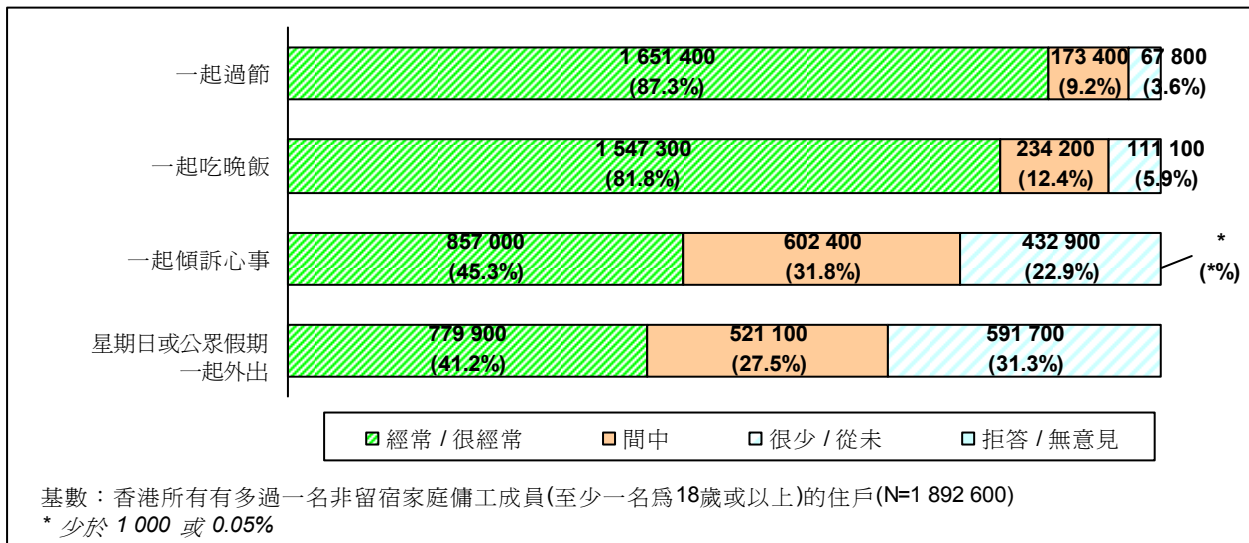 1 651 400 173 400 67 800
一起過節
(87.3%) (9.2%) (3.6%)
1 547 300 234 200 111 100
一起吃晚飯
(81.8%) (12.4%) (5.9%)
857 000 602 400 432 900 *
一起傾訴心事
(45.3%) (31.8%) (22.9%) (*%)
779 900 521 100 591 700
星期日或公眾假期
一起外出
(41.2%) (27.5%) (31.3%)
經常 / 很經常 間中 很少 / 從未 拒答 / 無意見
基數：香港所有有多過一名非留宿家庭傭工成員(至少一名為18歲或以上)的住戶(N=1 892 600)
* 少於 1 000 或 0.05%